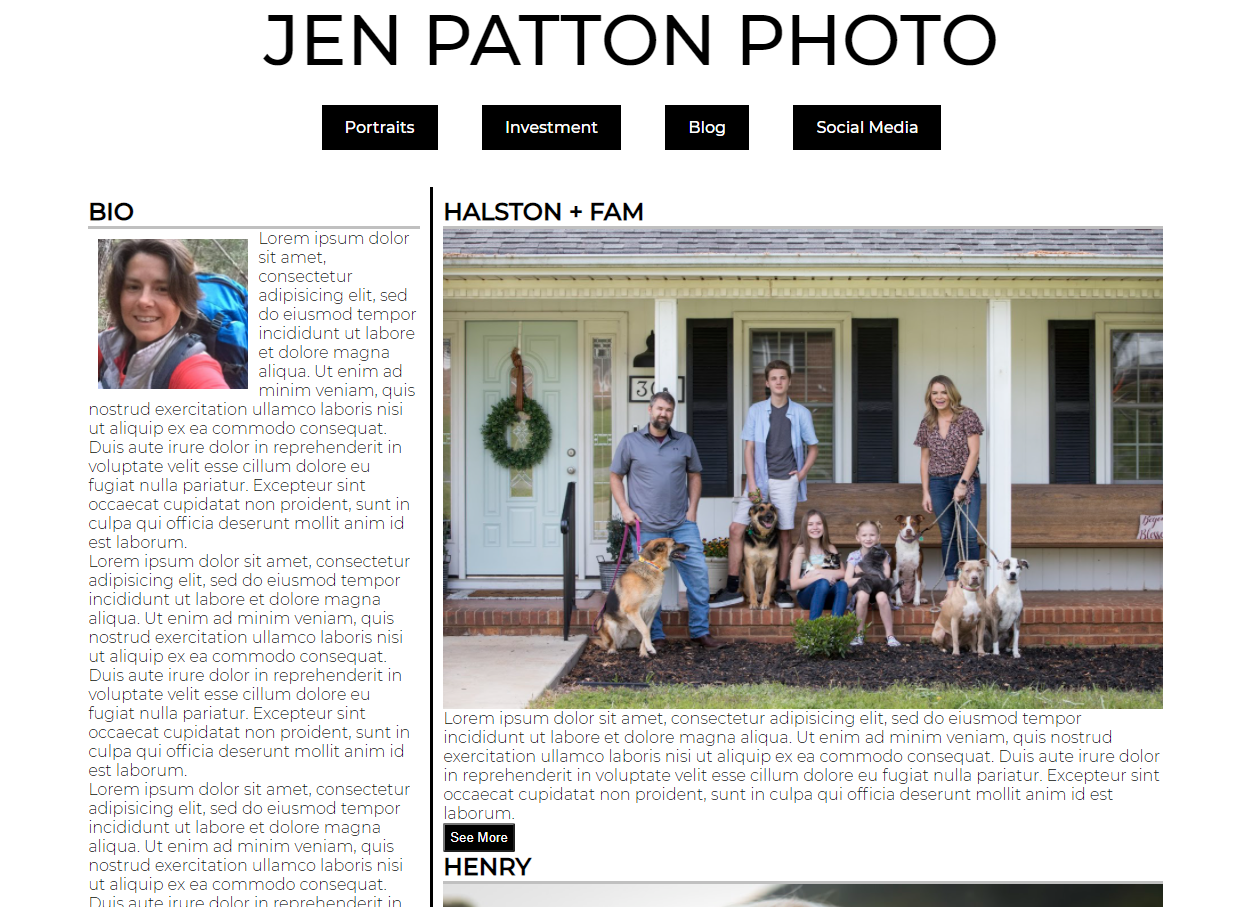 JEN PATTON PHOTO
Portraits
Investment
Blog
Social Media
BIO
Lorem ipsum dolor
sit amet,
consectetur
adipisicing elit, sed
do eiusmod tempor
incididunt ut labore
et dolore magna
aliqua. Ut enim ad
minim veniam, quis
nostrud exercitation ullamco laboris nisi
ut aliquip ex ea commodo consequat.
Duis aute irure dolor in reprehenderit in
voluptate velit esse cillum dolore eu
fugiat nulla pariatur. Excepteur sint
occaecat cupidatat non proident, sunt in
culpa qui officia deserunt mollit anim id
est laborum.
Lorem ipsum dolor sit amet, consectetur
adipisicing elit, sed do eiusmod tempor
incididunt ut labore et dolore magna
aliqua. Ut enim ad minim veniam, quis
nostrud exercitation ullamco laboris nisi
ut aliquip ex ea commodo consequat.
Duis aute irure dolor in reprehenderit in
voluptate velit esse cillum dolore eu
fugiat nulla pariatur. Excepteur sint
occaecat cupidatat non proident, sunt in
culpa qui officia deserunt mollit anim id
est laborum.
Lorem ipsum dolor sit amet, consectetur
adipisicing elit, sed do eiusmod tempor
incididunt ut labore et dolore magna
aliqua. Ut enim ad minim veniam, quis
nostrud exercitation ullamco laboris nisi
ut aliquip ex ea commodo consequat.
Duis aute irure dolor in reprehenderit in
HALSTON + FAM
30
Lorem ipsum dolor sit amet, consectetur adipisicing elit, sed do eiusmod tempor
incididunt ut labore et dolore magna aliqua. Ut enim ad minim veniam, quis nostrud
exercitation ullamco laboris nisi ut aliquip ex ea commodo consequat. Duis aute irure dolor
in reprehenderit in voluptate velit esse cillum dolore eu fugiat nulla pariatur. Excepteur sint
occaecat cupidatat non proident, sunt in culpa qui officia deserunt mollit anim id est
laborum.
See More
HENRY